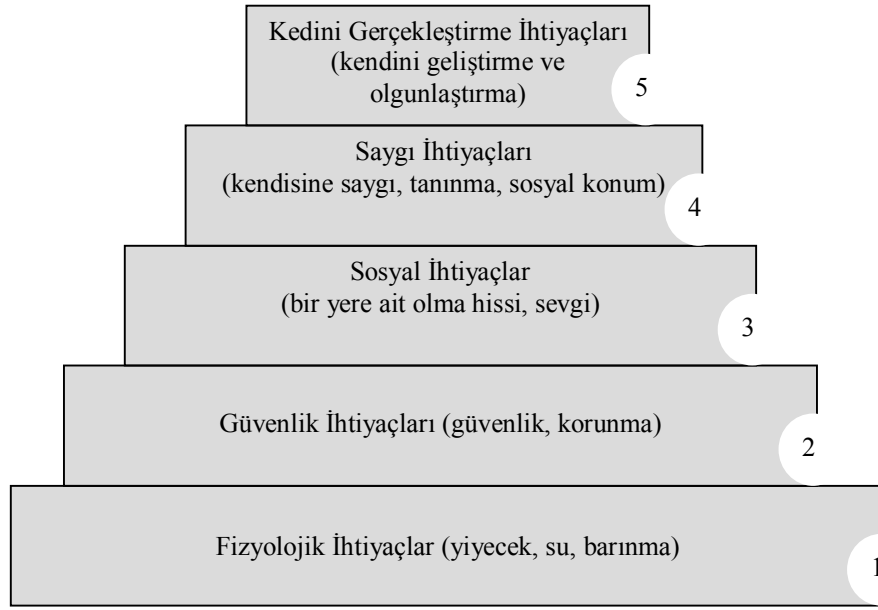 Kedini Gerçekleştirme İhtiyaçları
(kendini geliştirme ve
olgunlaştırma)
5
Saygı İhtiyaçları
(kendisine saygı, tanınma, sosyal konum)
4
Sosyal İhtiyaçlar
(bir yere ait olma hissi, sevgi)
3
Güvenlik İhtiyaçları (güvenlik, korunma)
2
Fizyolojik İhtiyaçlar (yiyecek, su, barınma)
1